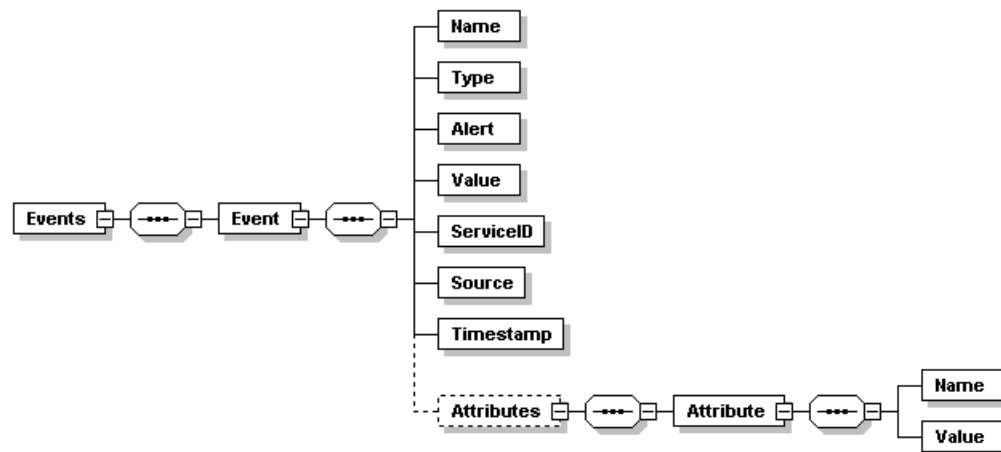 Name
Type
Alert
Value
Events
Event
ServiceID
Source
Timestamp
Attributes
Attribute
Name
Value